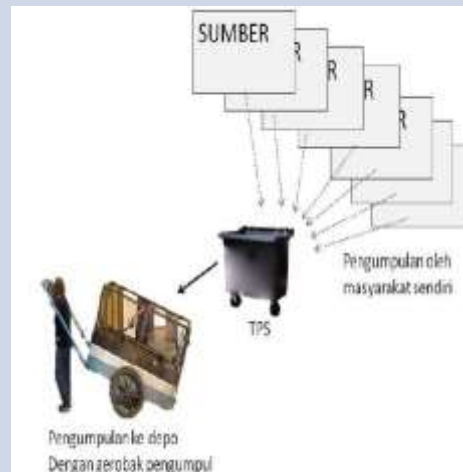 SUMBER
R
R
R
R
Pengumpulan oleh
masyarakat sendiri
TPS
Pengumpulan ke depo
Dengan gerobak pengumpul